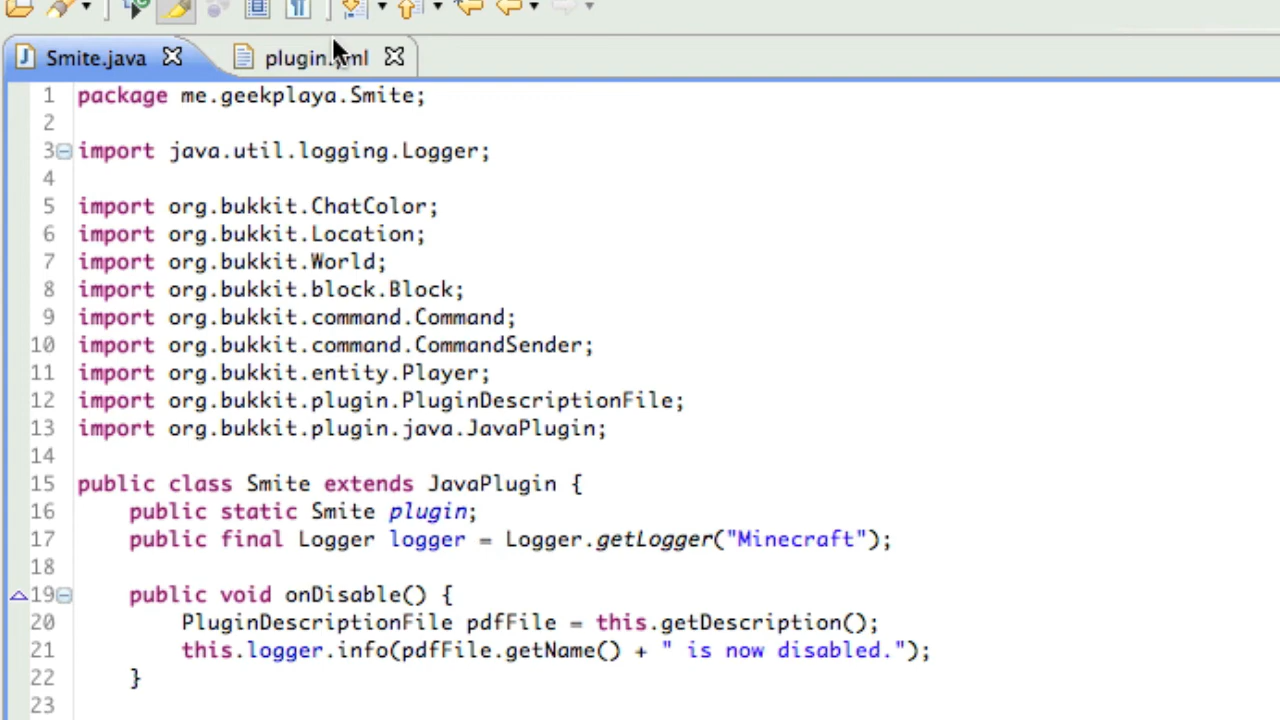 Smite.java plugin.yml
1 package me.geekplaya.Smite;
2
3 import java.util.logging.Logger;
4
5 import org.bukkit.ChatColor;
6 import org.bukkit.Location;
7 import org.bukkit.World;
8 import org.bukkit.block.Block;
9 import org.bukkit.command.Command;
10 import org.bukkit.command.CommandSender;
11 import org.bukkit.entity.Player;
12 import org.bukkit.plugin.PluginDescriptionFile;
13 import org.bukkit.plugin.java.JavaPlugin;
14
15 public class Smite extends JavaPlugin {
16 public static Smite plugin;
17 public final Logger logger = Logger.getLogger("Minecraft");
18
19 public void onDisable() {
20 PluginDescriptionFile pdfFile = this.getDescription();
21 this.logger.info(pdfFile.getName() + " is now disabled.");
22 }
23